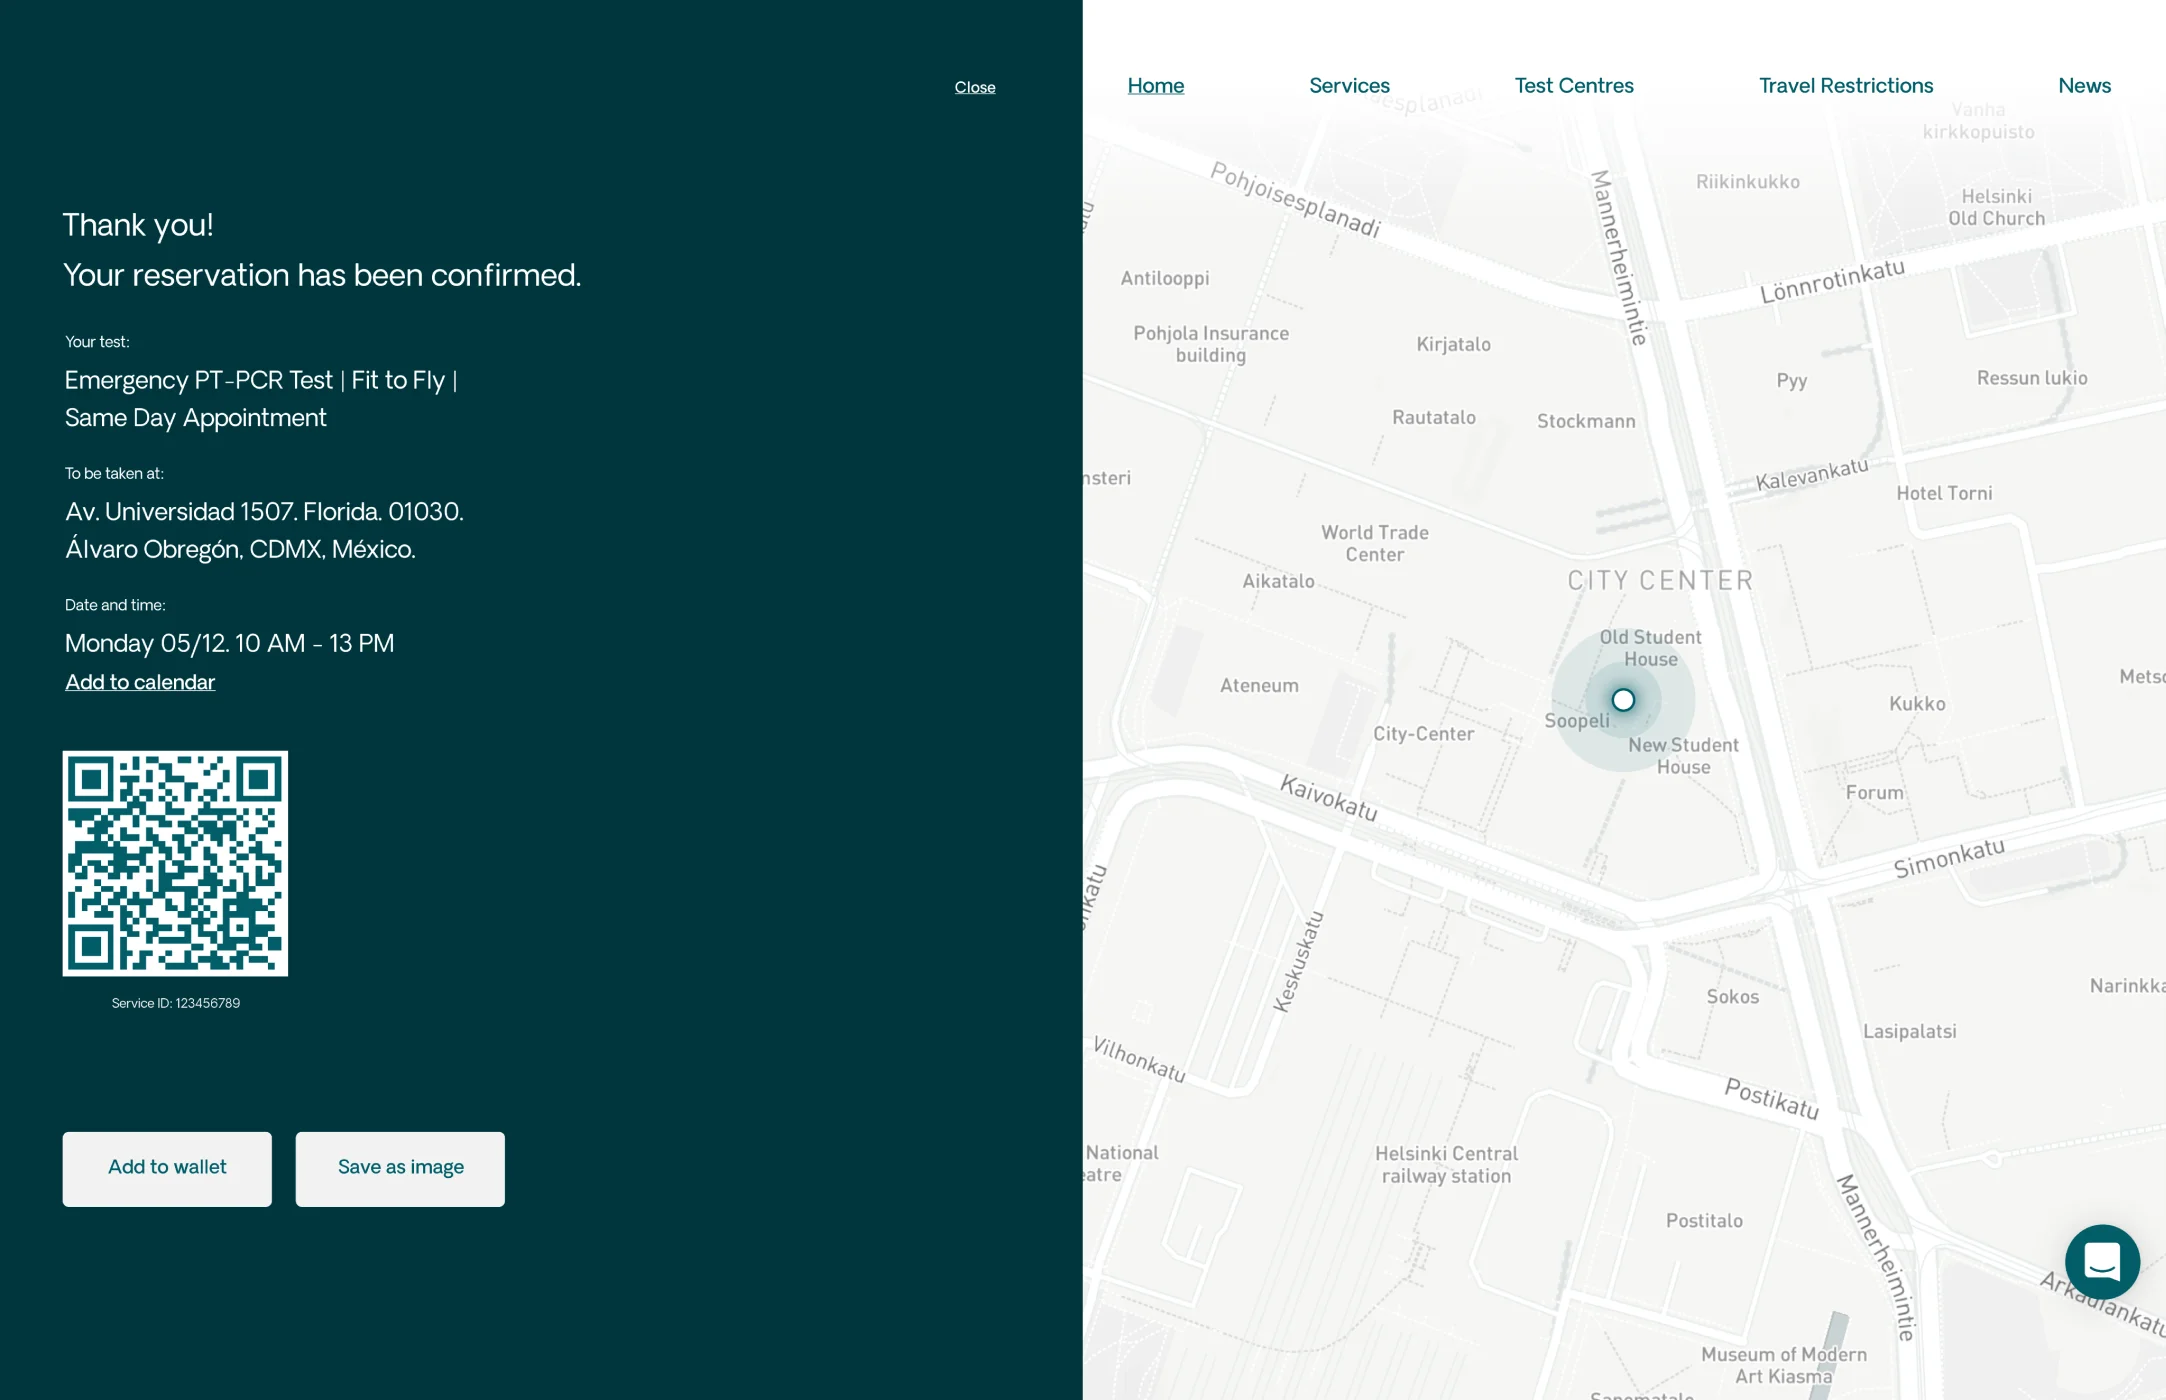 Close
Home
Services
Test Centres
Travel Restrictions
News
Thank you!
Your reservation has been confirmed.
Your test:
Emergency PT-PCR Test | Fit to Fly |
Same Day Appointment
To be taken at:
Av. Universidad 1507. Florida. 01030.
Álvaro Obregón, CDMX, México.
Date and time:
Monday 05/12. 10 AM - 13 PM
Add to calendar
Service ID: 123456789
Add to wallet
Save as image
Vanha
kirkkopuisto
Pohjoisesplanadi
Mannerheimintie
Riikinkukko
Helsinki
Old Church
Antilooppi
Lönnrotinkatu
Pohjola Insurance
building
Kirjatalo
Pyy
Ressun lukio
Rautatalo
Stockmann
Kalevankatu
Hotel Torni
World Trade
Center
Aikatalo
CITY CENTER
Old Student
House
Ateneum
Soopeli
City-Center
New Student
House
Kukko
Forum
Kaivokatu
Simonkatu
Keskuskatu
Sokos
Lasipalatsi
Vilhonkatu
Postikatu
National
Helsinki Central
railway station
Postitalo
Mannerheimintie
Museum of Modern
Art Kiasma